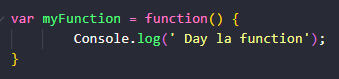 var myFunction = function() {
Console.log(' Day la function');
}